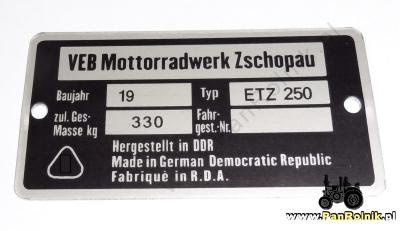 VEB Mottorradwerk Zschopau
Baujahr 19 Typ ETZ 250
zul. Ges-Masse kg 330 Fahr-gest.-Nr.
Hergestellt in DDR
Made in German Democratic Republic
Fabriqué in R.D.A.
www.PanRolnik.pl